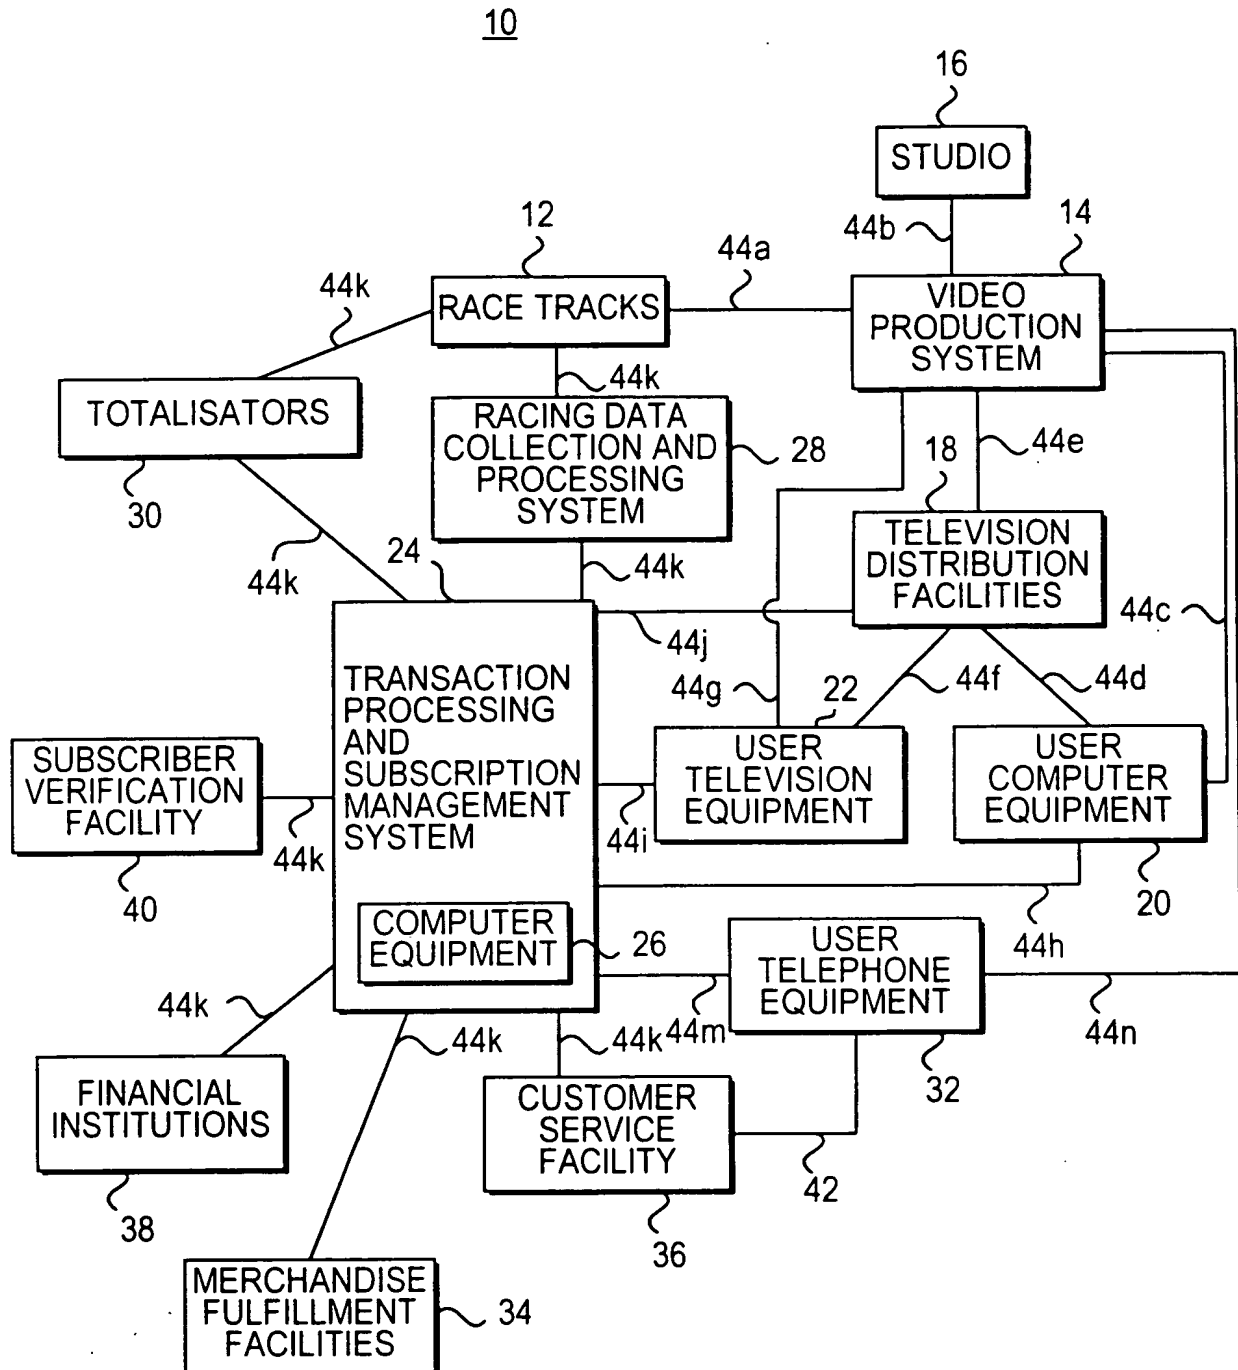 10
16
STUDIO
44b
14
12
44a
VIDEO
PRODUCTION
SYSTEM
44k
RACE TRACKS
44k
TOTALISATORS
30
RACING DATA
COLLECTION AND
PROCESSING
SYSTEM
28
44e
18
TELEVISION
DISTRIBUTION
FACILITIES
44k
24
44k
44c
44j
44g
44f
44d
22
TRANSACTION
PROCESSING
AND
SUBSCRIPTION
MANAGEMENT
SYSTEM
USER
TELEVISION
EQUIPMENT
USER
COMPUTER
EQUIPMENT
SUBSCRIBER
VERIFICATION
FACILITY
44k
40
44i
20
44h
COMPUTER
EQUIPMENT
26
USER
TELEPHONE
EQUIPMENT
44k
44k
44k
44m
44n
32
FINANCIAL
INSTITUTIONS
38
CUSTOMER
SERVICE
FACILITY
42
36
MERCHANDISE
FULFILLMENT
FACILITIES
34